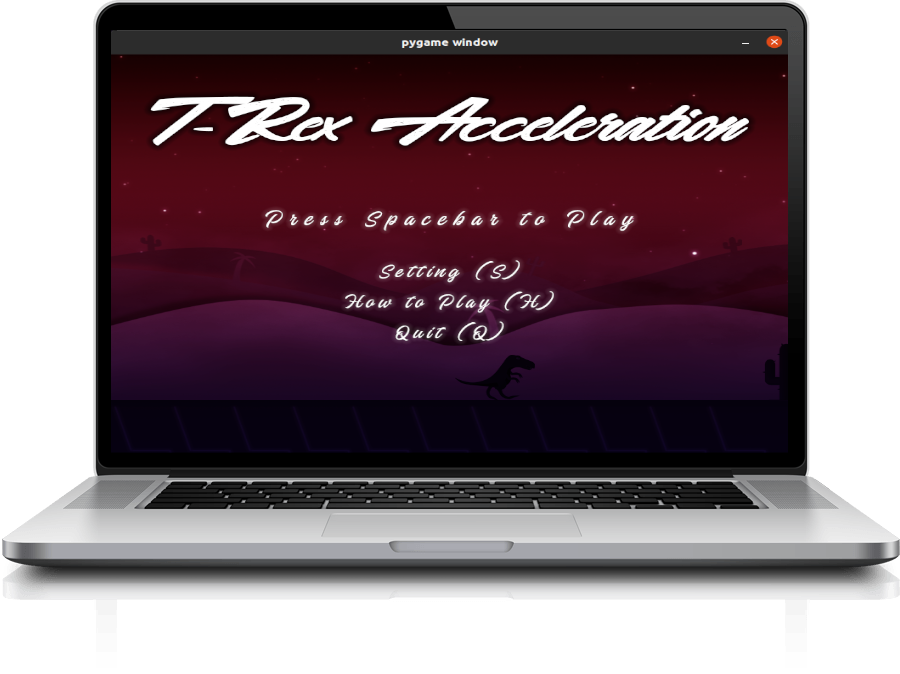 pygame window
T-Rex Acceleration
Press Spacebar to Play
Setting (S)
How to Play (H)
Quit (Q)